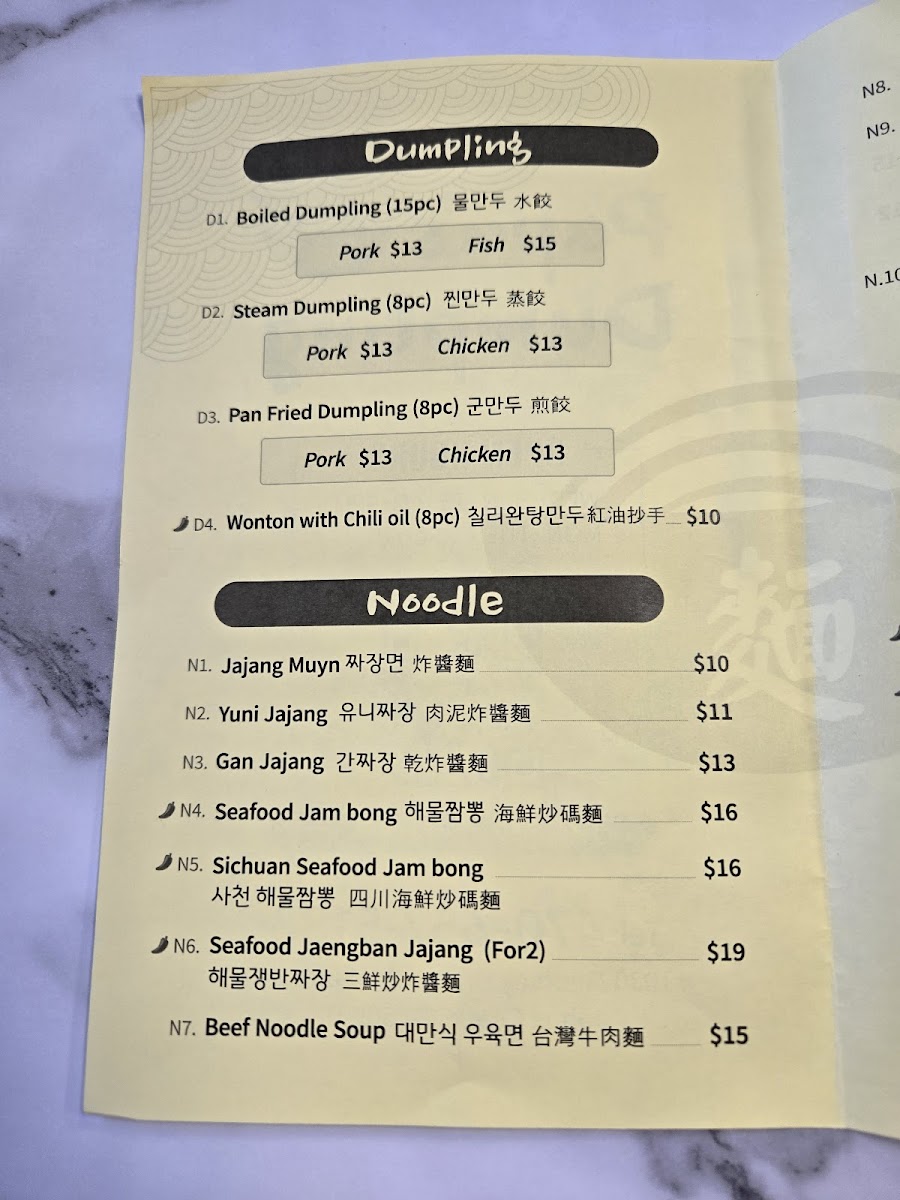 Dumpling
D1. Boiled Dumpling (15pc) 물만두 水餃
Pork $13 Fish $15
D2. Steam Dumpling (8pc) 찐만두 蒸餃
Pork $13 Chicken $13
D3. Pan Fried Dumpling (8pc) 군만두 煎餃
Pork $13 Chicken $13
D4. Wonton with Chili oil (8pc) 칠리완탕만두 紅油抄手 $10
Noodle
N1. Jajang Muyn 짜장면 炸醬麵 $10
N2. Yuni Jajang 유니짜장 肉泥炸醬麵 $11
N3. Gan Jajang 간짜장 乾炸醬麵 $13
N4. Seafood Jam bong 해물짬뽕 海鮮炒碼麵 $16
N5. Sichuan Seafood Jam bong $16
사천 해물짬뽕 四川海鮮炒碼麵
N6. Seafood Jaengban Jajang (For2) $19
해물쟁반짜장 三鮮炒炸醬麵
N7. Beef Noodle Soup 대만식 우육면 台灣牛肉麵 $15
麵
N8.
N9.
N.10